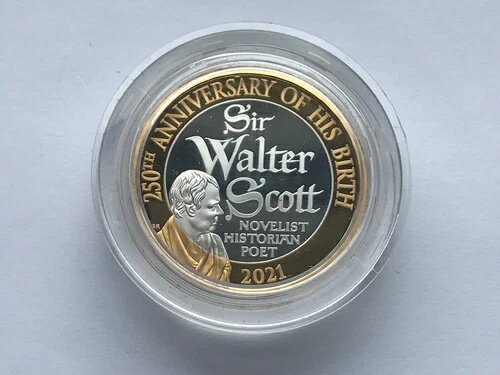 250TH ANNIVERSARY OF HIS BIRTH
Sir
Walter
Scott
NOVELIST
HISTORIAN
POET
2021